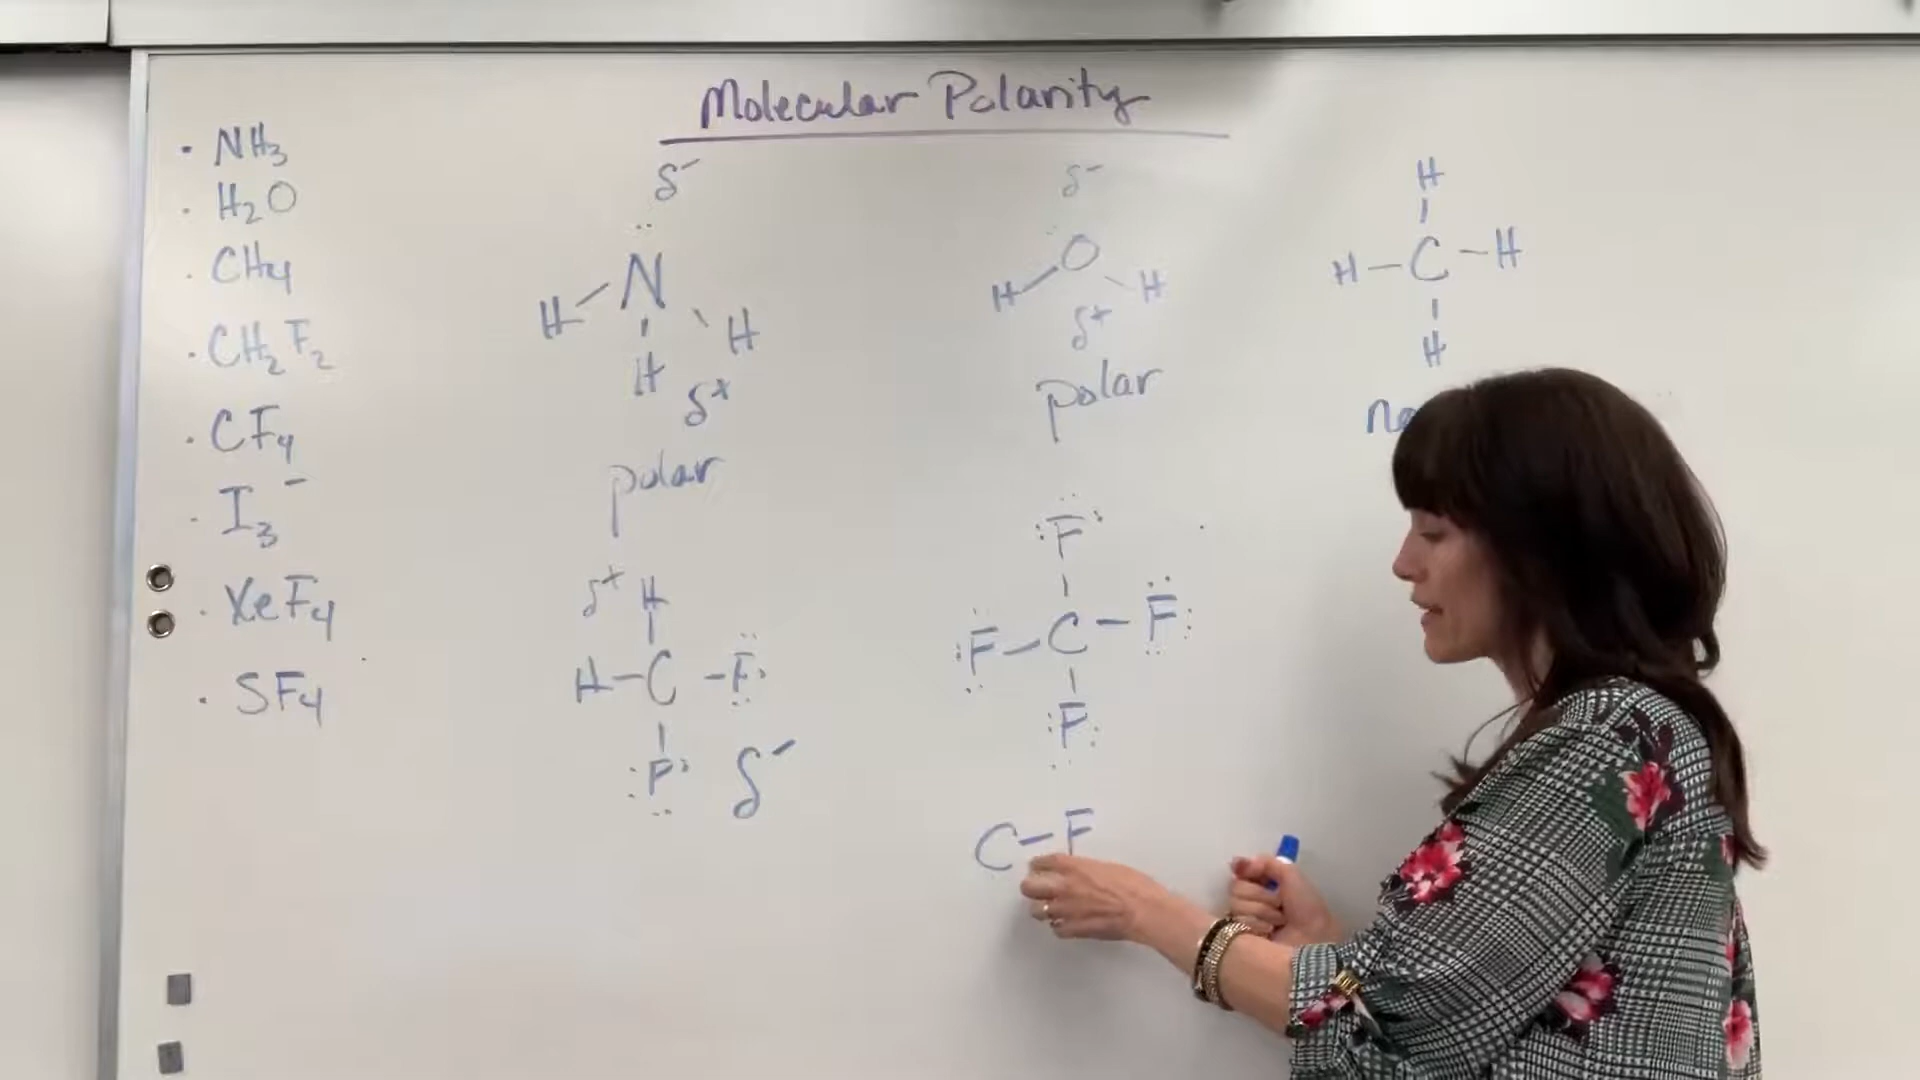 Molecular Polarity
· NH₃
· H₂O
· CH₄
· CH₂F₂
· CF₄
· I₃⁻
· XeF₄
· SF₄
δ⁻
N
H H
H δ⁺
polar
δ⁻
O
H H
δ⁺
polar
H
H – C – H
H
δ⁺ H
H – C – F
F δ⁻
F
F – C – F
F
C – F